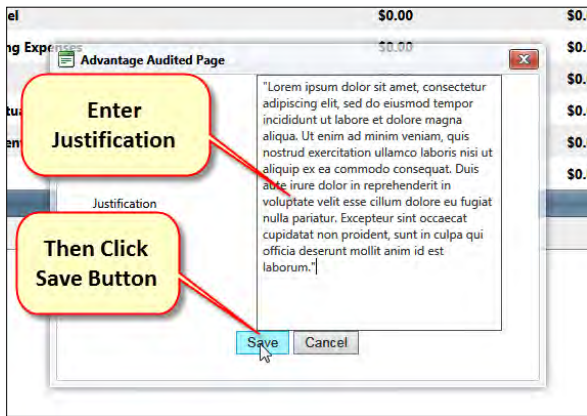 el $0.00 $0.
ng Expenses $0.00 $0.
Advantage Audited Page
$0.
"Lorem ipsum dolor sit amet, consectetur
adipiscing elit, sed do eiusmod tempor
incididunt ut labore et dolore magna
aliqua. Ut enim ad minim veniam, quis
nostrud exercitation ullamco laboris nisi ut
aliquip ex ea commodo consequat. Duis
aute irure dolor in reprehenderit in
voluptate velit esse cillum dolore eu fugiat
nulla pariatur. Excepteur sint occaecat
cupidatat non proident, sunt in culpa qui
officia deserunt mollit anim id est
laborum."
Enter
Justification
tua $0.
ent $0.
$0.
Justification
Then Click
Save Button
Save Cancel